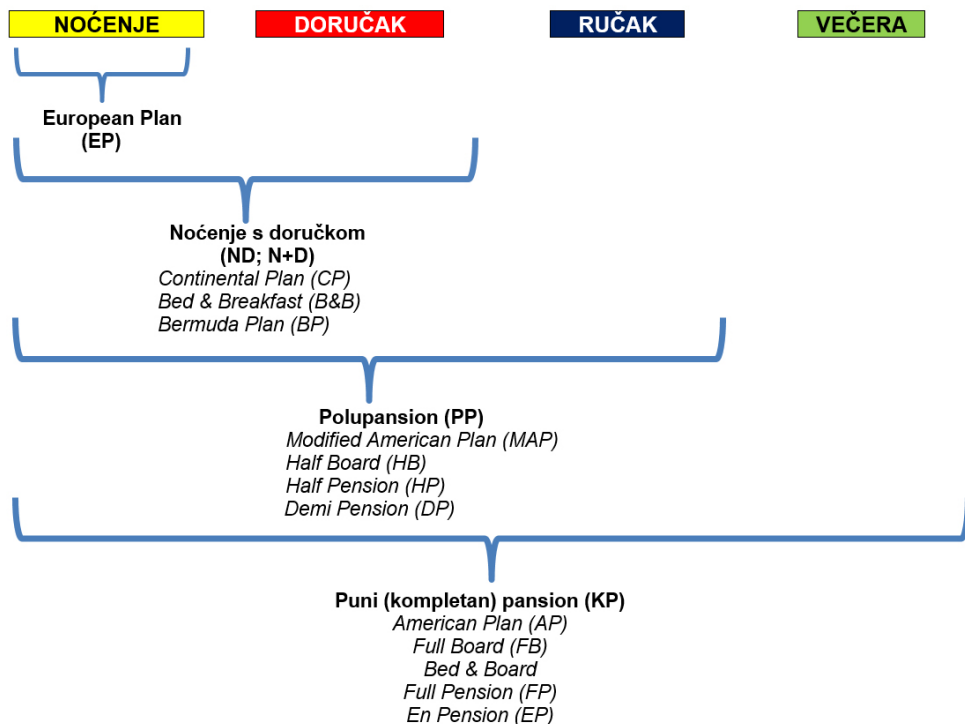 NOĆENJE
DORUČAK
RUČAK
VEČERA
European Plan
(EP)
Noćenje s doručkom
(ND; N+D)
Continental Plan (CP)
Bed & Breakfast (B&B)
Bermuda Plan (BP)
Polupansion (PP)
Modified American Plan (MAP)
Half Board (HB)
Half Pension (HP)
Demi Pension (DP)
Puni (kompletan) pansion (KP)
American Plan (AP)
Full Board (FB)
Bed & Board
Full Pension (FP)
En Pension (EP)